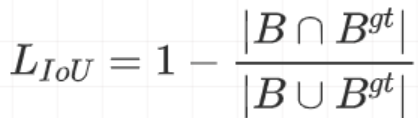 L_{IoU} = 1 - \frac{|B \cap B^{gt}|}{|B \cup B^{gt}|}